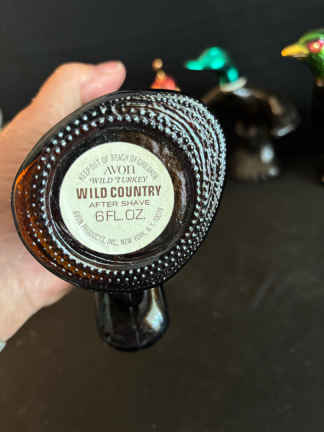 KEEP OUT OF REACH OF CHILDREN
AVON
WILD TURKEY
WILD COUNTRY
AFTER SHAVE
6 FL. OZ.
AVON PRODUCTS, INC., NEW YORK, N.Y.